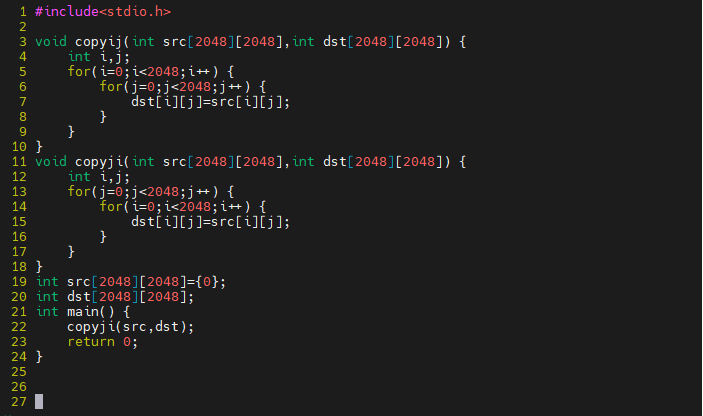 1 #include<stdio.h>
2
3 void copyij(int src[2048][2048],int dst[2048][2048]) {
4     int i,j;
5     for(i=0;i<2048;i++) {
6         for(j=0;j<2048;j++) {
7             dst[i][j]=src[i][j];
8         }
9     }
10 }
11 void copyji(int src[2048][2048],int dst[2048][2048]) {
12     int i,j;
13     for(j=0;j<2048;j++) {
14         for(i=0;i<2048;i++) {
15             dst[i][j]=src[i][j];
16         }
17     }
18 }
19 int src[2048][2048]={0};
20 int dst[2048][2048];
21 int main() {
22     copyji(src,dst);
23     return 0;
24 }
25
26
27